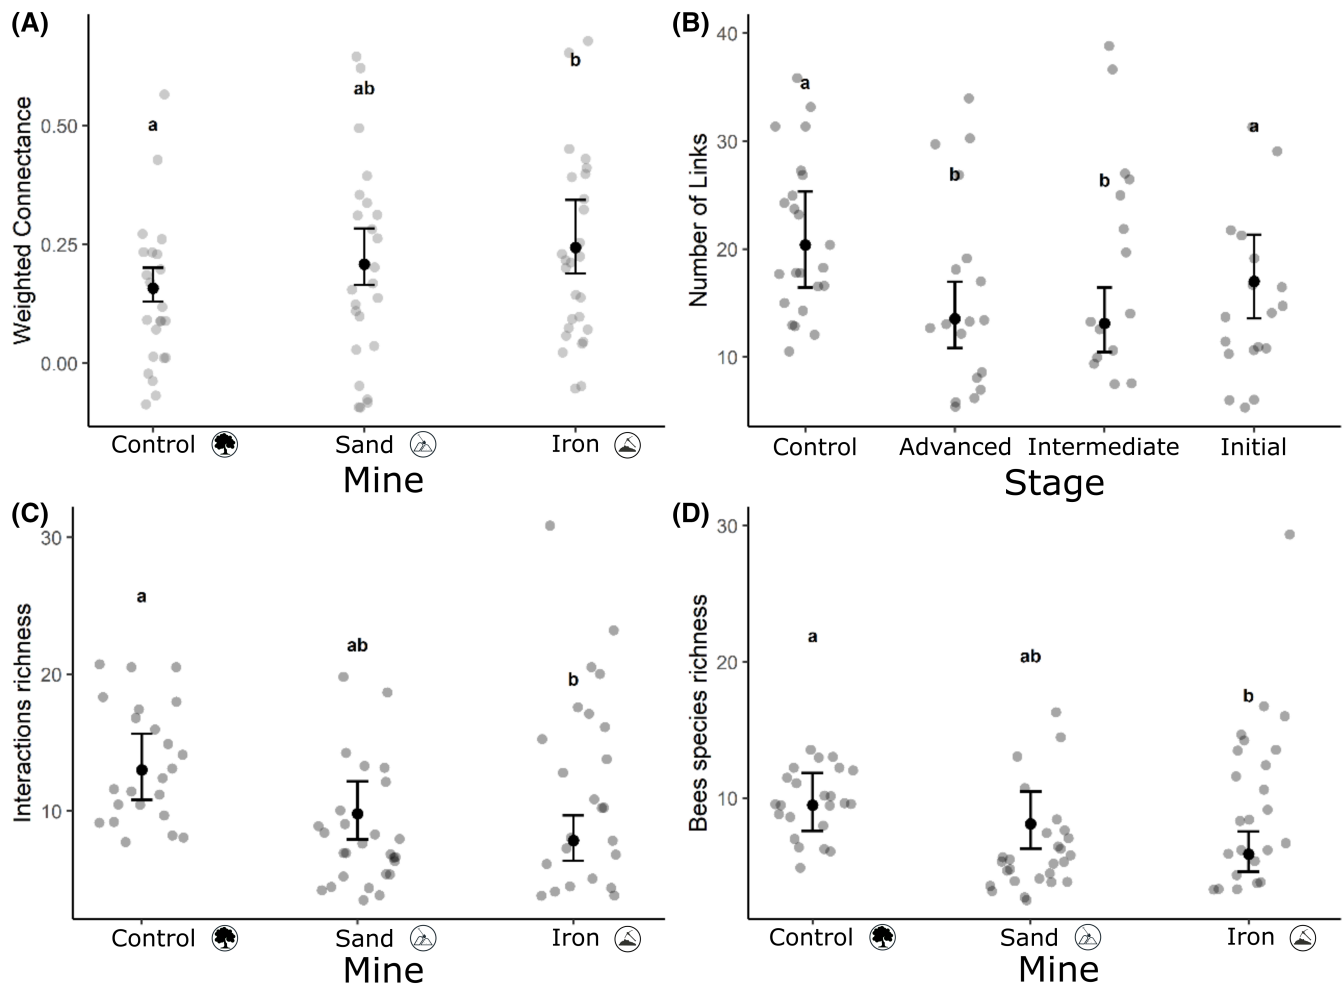 (A)
Weighted Connectance
0.50
0.25
0.00
a
ab
b
Control
Sand
Iron
Mine
(B)
Number of Links
40
30
20
10
a
b
b
a
Control
Advanced
Intermediate
Initial
Stage
(C)
Interactions richness
30
20
10
a
ab
b
Control
Sand
Iron
Mine
(D)
Bees species richness
30
20
10
a
ab
b
Control
Sand
Iron
Mine